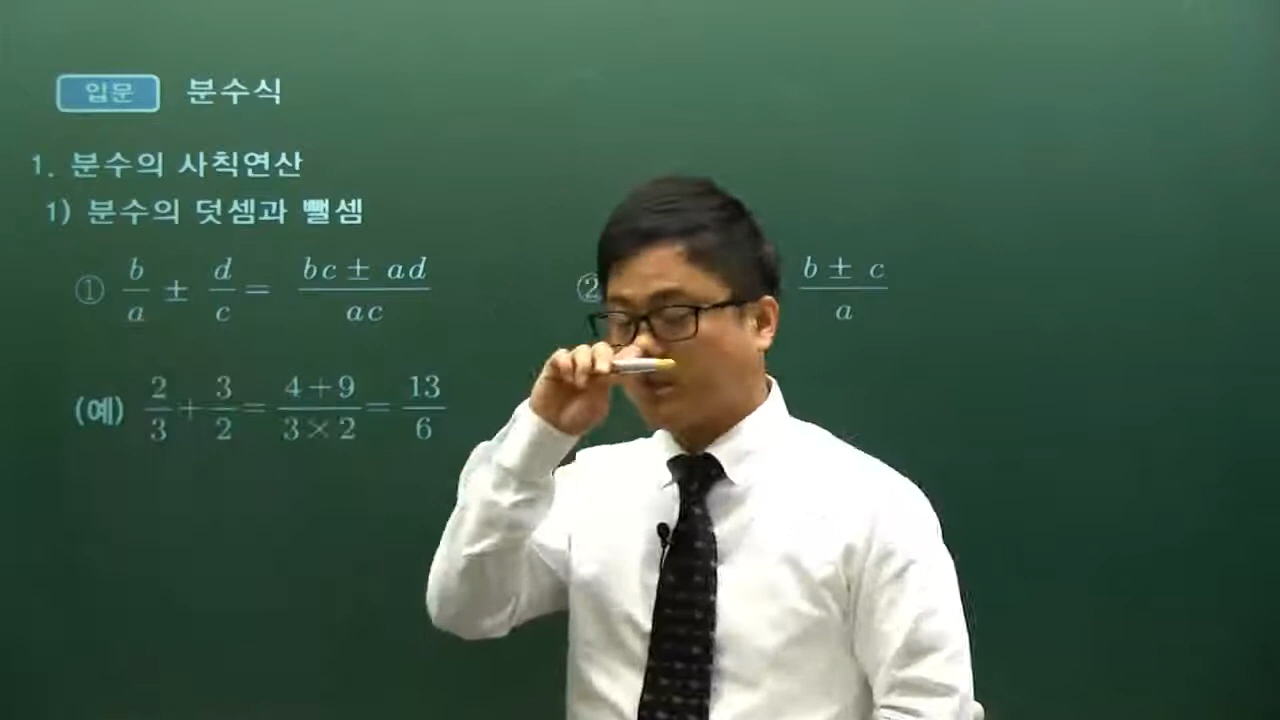 입문 분수식
1. 분수의 사칙연산
1) 분수의 덧셈과 뺄셈
① b/a ± d/c = (bc ± ad)/ac ② (b ± c)/a
(예) 2/3 + 3/2 = (4+9)/(3×2) = 13/6